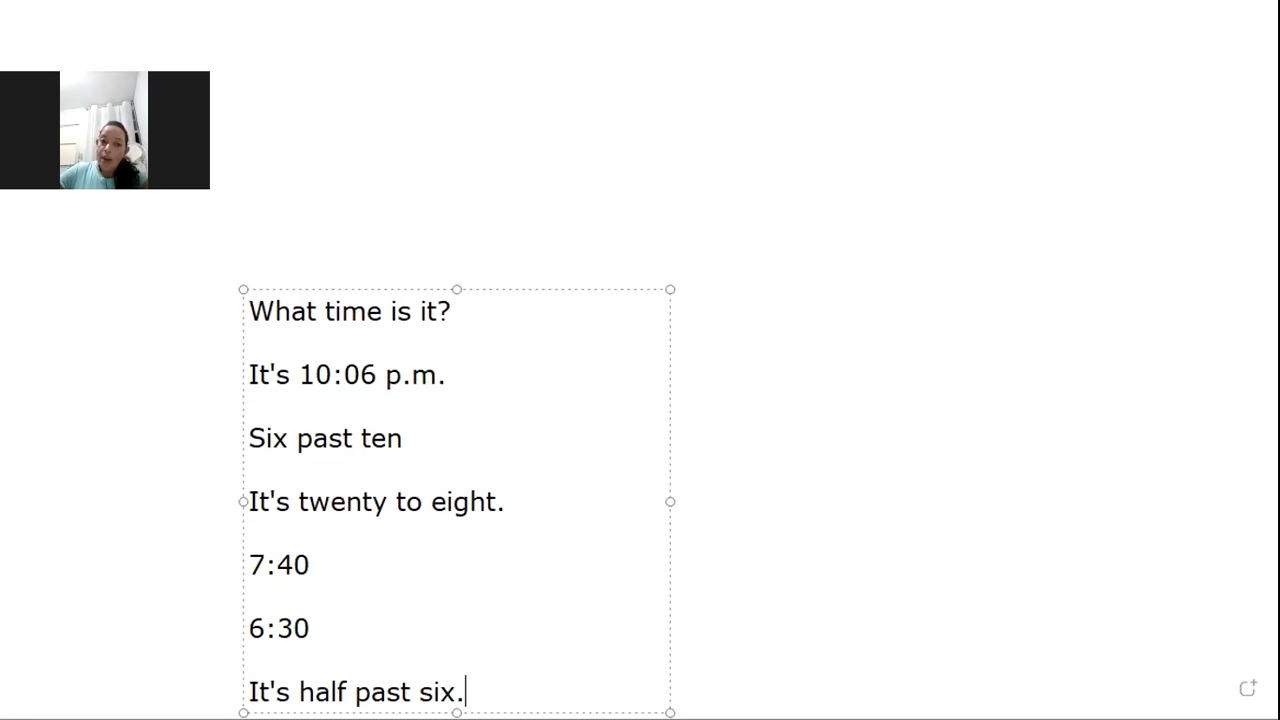 What time is it?
It's 10:06 p.m.
Six past ten
It's twenty to eight.
7:40
6:30
It's half past six.